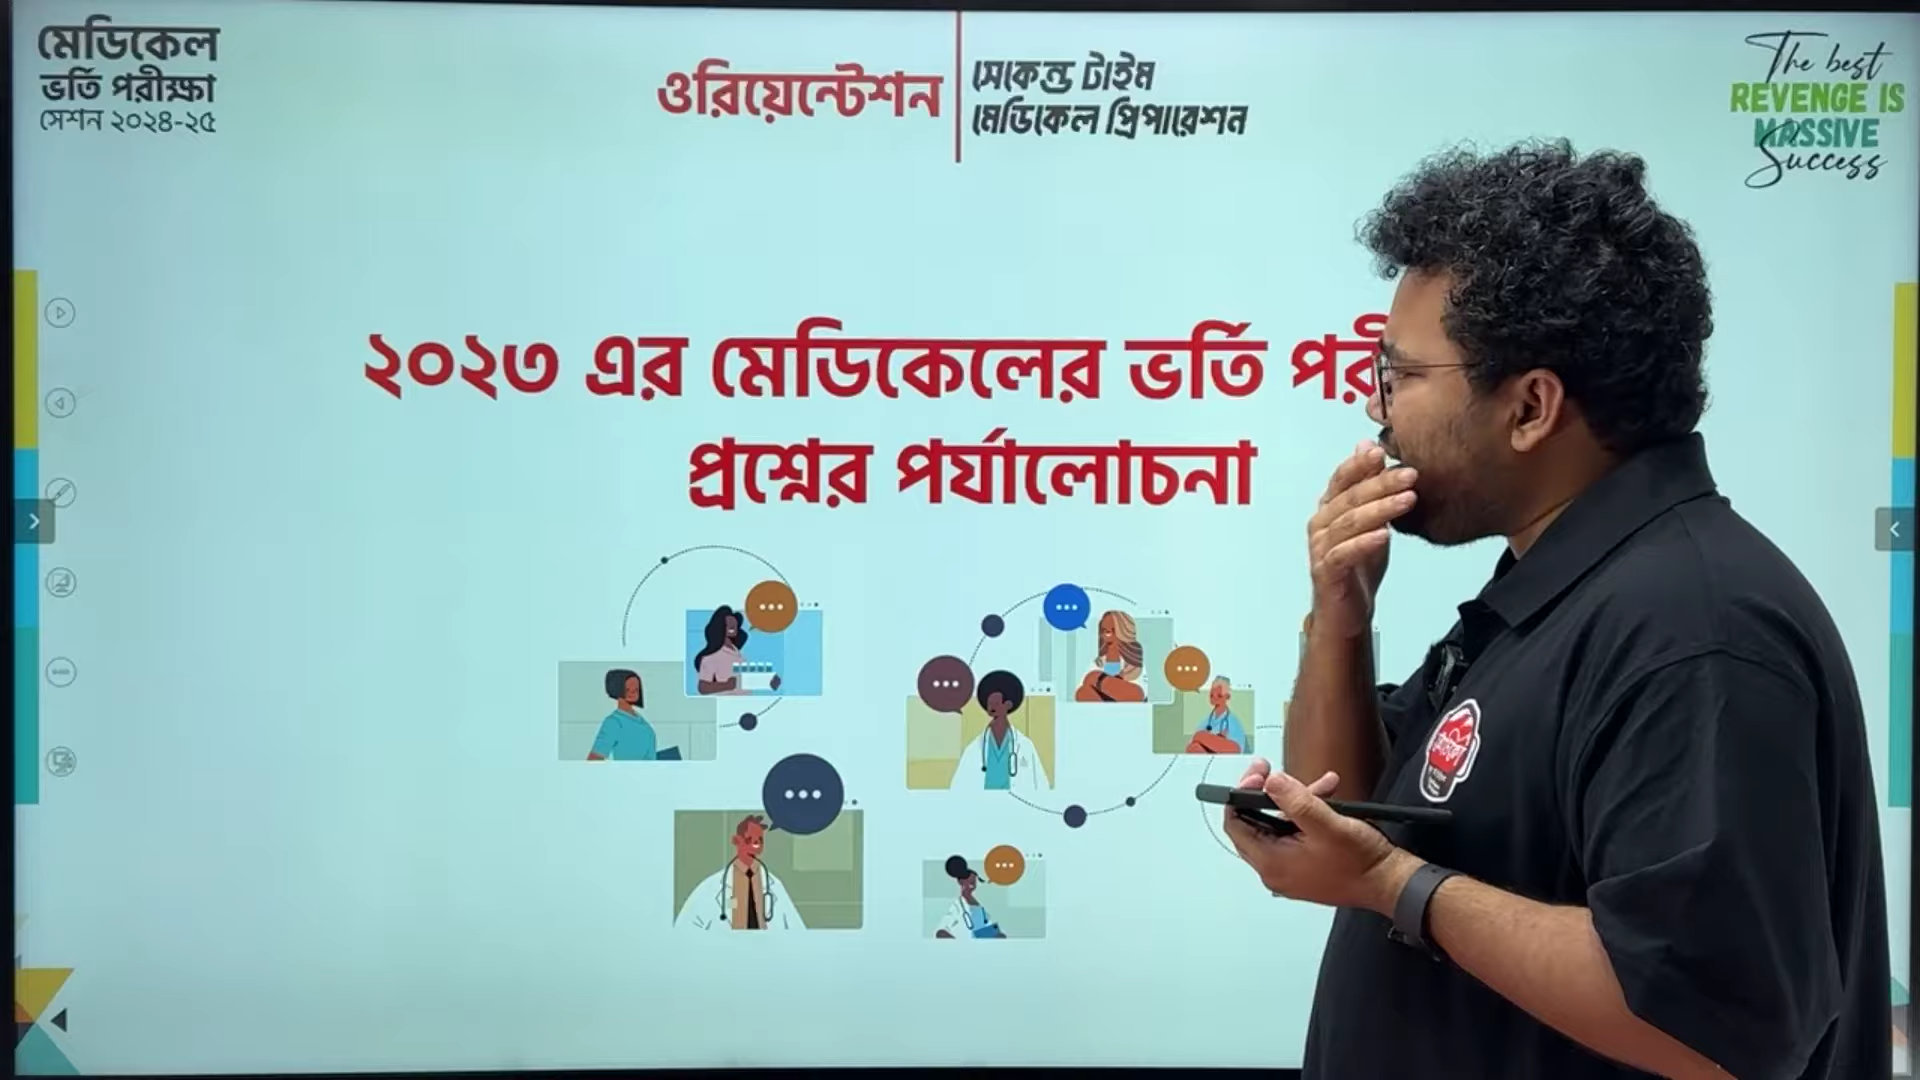 মেডিকেল
ভর্তি পরীক্ষা
সেশন ২০২৪-২৫
ওরিয়েন্টেশন
সেকেন্ড টাইম
মেডিকেল প্রিপারেশন
The best
REVENGE IS
MASSIVE
Success
২০২৩ এর মেডিকেলের ভর্তি
প্রশ্নের পর্যালোচনা